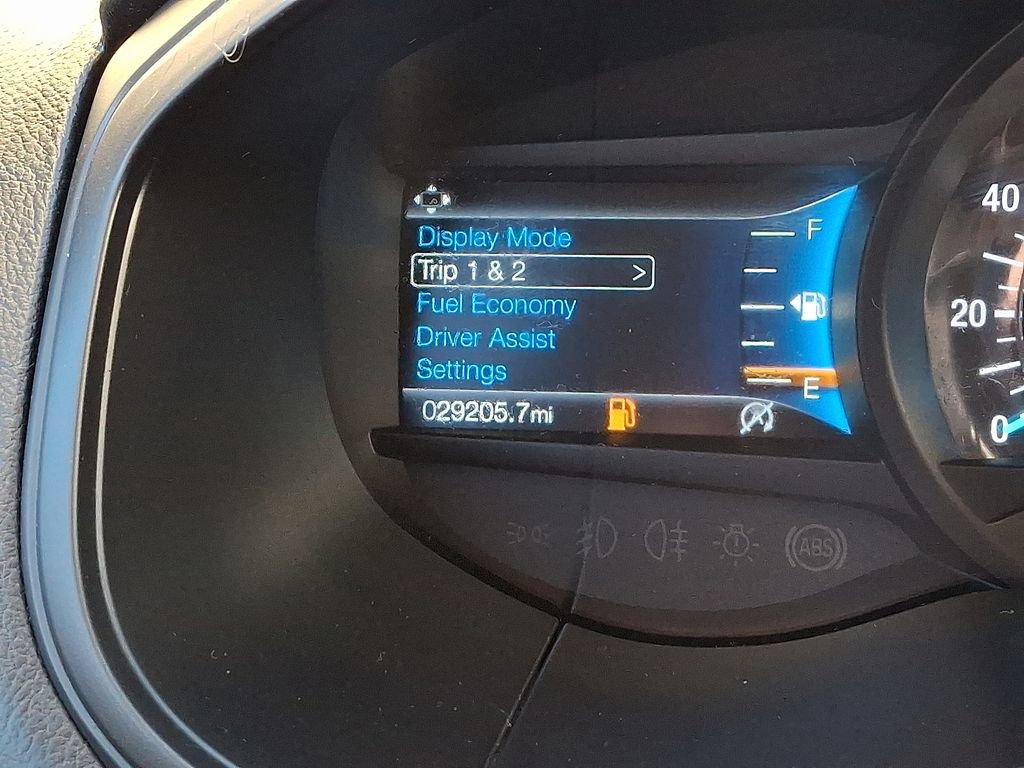 Display Mode
Trip 1 & 2 >
Fuel Economy
Driver Assist
Settings
029205.7mi
F
E
40
20
0
ABS